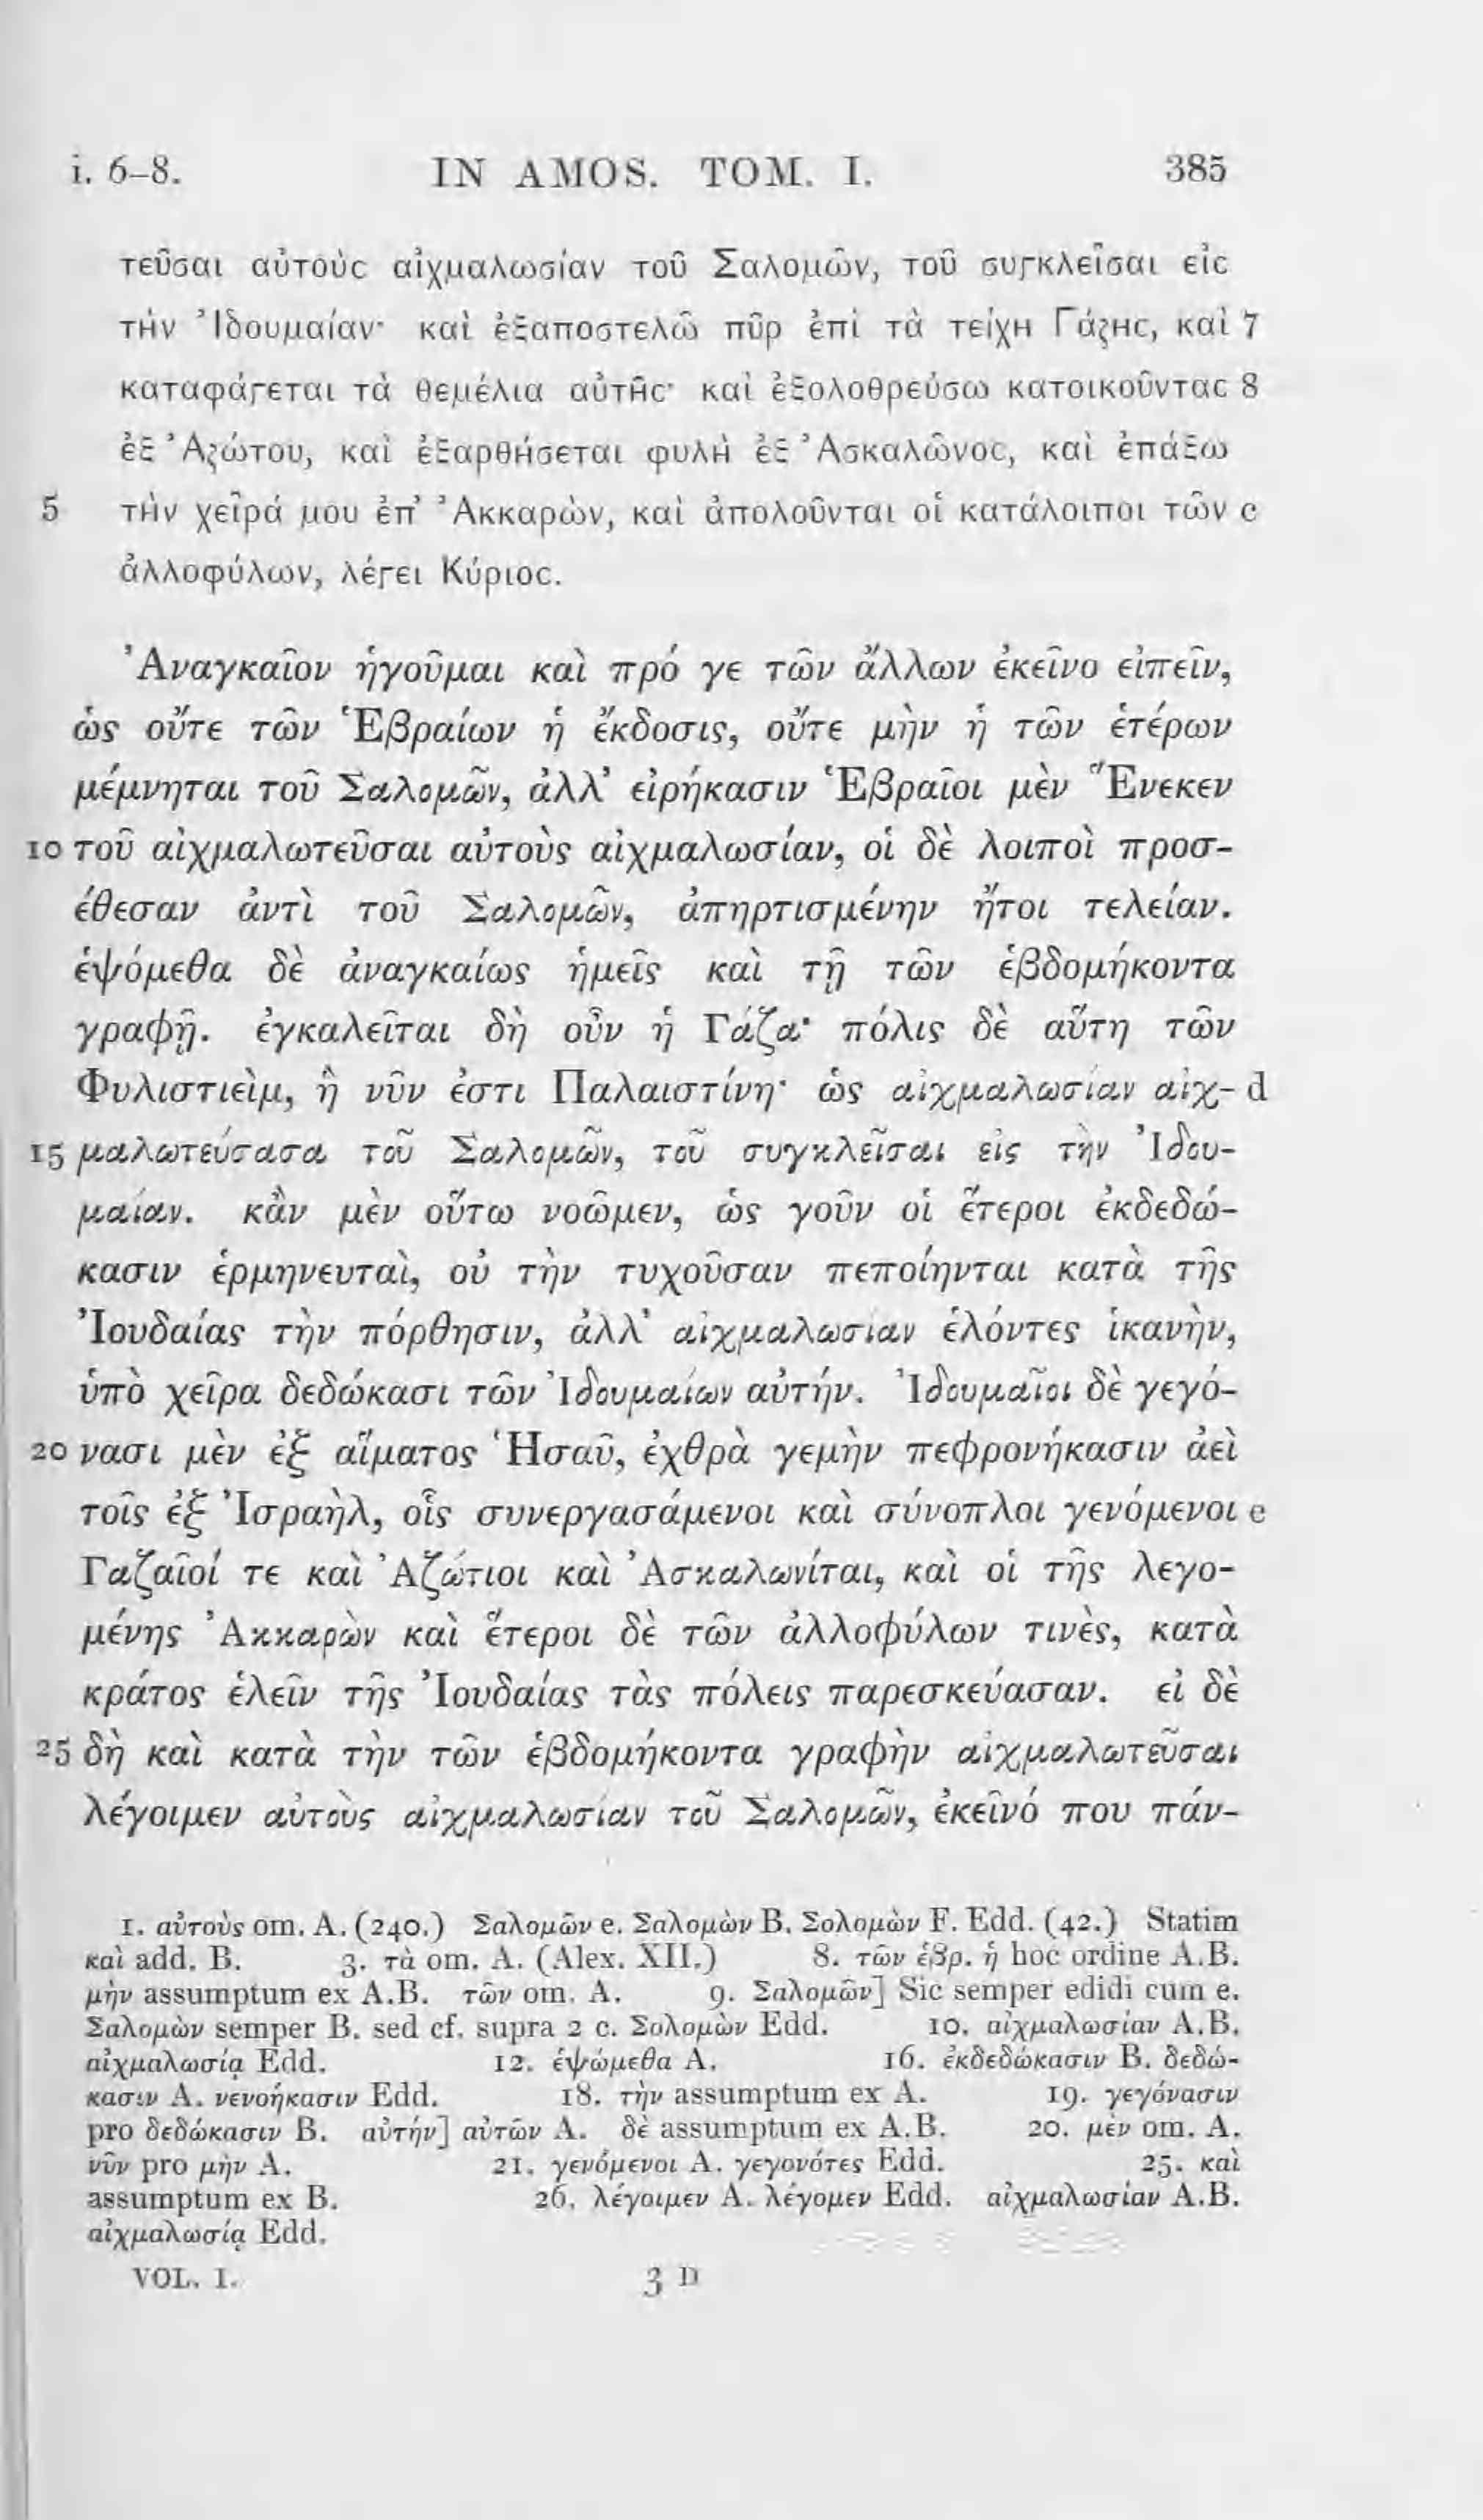 i. 6–8. IN AMOS. TOM. I. 385
τεῦσαι αὐτοὺς αἰχμαλωσίαν τοῦ Σαλομῶν, τοῦ συγκλεῖσαι εἰς
τὴν Ἰδουμαίαν· καὶ ἐξαποστελῶ πῦρ ἐπὶ τὰ τείχη Γάζης, καὶ 7
καταφάγεται τὰ θεμέλια αὐτῆς· καὶ ἐξολοθρεύσω κατοικοῦντας 8
ἐξ Ἀζώτου, καὶ ἐξαρθήσεται φυλὴ ἐξ Ἀσκαλῶνος, καὶ ἐπάξω
5 τὴν χεῖρά μου ἐπ’ Ἀκκαρὼν, καὶ ἀπολοῦνται οἱ κατάλοιποι τῶν c
ἀλλοφύλων, λέγει Κύριος.
Ἀναγκαῖον ἡγοῦμαι καὶ πρό γε τῶν ἄλλων ἐκεῖνο εἰπεῖν,
ὡς οὔτε τῶν Ἑβραίων ἡ ἔκδοσις, οὔτε μὴν ἡ τῶν ἑτέρων
μέμνηται τοῦ Σαλομῶν, ἀλλ’ εἰρήκασιν Ἑβραῖοι μὲν Ἕνεκεν
10 τοῦ αἰχμαλωτεῦσαι αὐτοὺς αἰχμαλωσίαν, οἱ δὲ λοιποὶ προσ-
έθεσαν ἀντὶ τοῦ Σαλομῶν, ἀπηρτισμένην ἤτοι τελείαν.
ἑψόμεθα δὲ ἀναγκαίως ἡμεῖς καὶ τῇ τῶν ἑβδομήκοντα
γραφῇ. ἐγκαλεῖται δὴ οὖν ἡ Γάζα· πόλις δὲ αὕτη τῶν
Φυλιστιεὶμ, ἣ νῦν ἐστι Παλαιστίνη· ὡς αἰχμαλωσίαν αἰχ- d
15 μαλωτεύσασα τοῦ Σαλομῶν, τοῦ συγκλεῖσαι εἰς τὴν Ἰδου-
μαίαν. κἂν μὲν οὕτω νοῶμεν, ὡς γοῦν οἱ ἕτεροι ἐκδεδώ-
κασιν ἑρμηνευταὶ, οὐ τὴν τυχοῦσαν πεποίηνται κατὰ τῆς
Ἰουδαίας τὴν πόρθησιν, ἀλλ’ αἰχμαλωσίαν ἑλόντες ἱκανὴν,
ὑπὸ χεῖρα δεδώκασι τῶν Ἰδουμαίων αὐτήν. Ἰδουμαῖοι δὲ γεγό-
20 νασι μὲν ἐξ αἵματος Ἡσαῦ, ἐχθρὰ γεμὴν πεφρονήκασιν ἀεὶ
τοῖς ἐξ Ἰσραὴλ, οἷς συνεργασάμενοι καὶ σύνοπλοι γενόμενοι e
Γαζαῖοί τε καὶ Ἀζώτιοι καὶ Ἀσκαλωνίται, καὶ οἱ τῆς λεγο-
μένης Ἀκκαρὼν καὶ ἕτεροι δὲ τῶν ἀλλοφύλων τινὲς, κατὰ
κράτος ἑλεῖν τῆς Ἰουδαίας τὰς πόλεις παρεσκεύασαν. εἰ δὲ
25 δὴ καὶ κατὰ τὴν τῶν ἑβδομήκοντα γραφὴν αἰχμαλωτεῦσαι
λέγοιμεν αὐτοὺς αἰχμαλωσίαν τοῦ Σαλομῶν, ἐκεῖνό που πάν-
1. αὐτοὺς om. A. (240.) Σαλομῶν e. Σαλομὼν B. Σολομὼν F. Edd. (42.) Statim
καὶ add. B. 3. τὰ om. A. (Alex. XII.) 8. τῶν ἑβρ. ἡ hoc ordine A.B.
μὴν assumptum ex A.B. τῶν om. A. 9. Σαλομῶν] Sic semper edidi cum e.
Σαλομὼν semper B. sed cf. supra 2 c. Σολομὼν Edd. 10. αἰχμαλωσίαν A.B.
αἰχμαλωσίᾳ Edd. 12. ἑψώμεθα A. 16. ἐκδεδώκασιν B. δεδώ-
κασιν A. νενοήκασιν Edd. 18. τὴν assumptum ex A. 19. γεγόνασιν
pro δεδώκασιν B. αὐτήν] αὐτῶν A. δὲ assumptum ex A.B. 20. μὲν om. A.
νῦν pro μὴν A. 21. γενόμενοι A. γεγονότες Edd. 25. καὶ
assumptum ex B. 26. λέγοιμεν A. λέγομεν Edd. αἰχμαλωσίαν A.B.
αἰχμαλωσίᾳ Edd.
VOL. I. 3 D